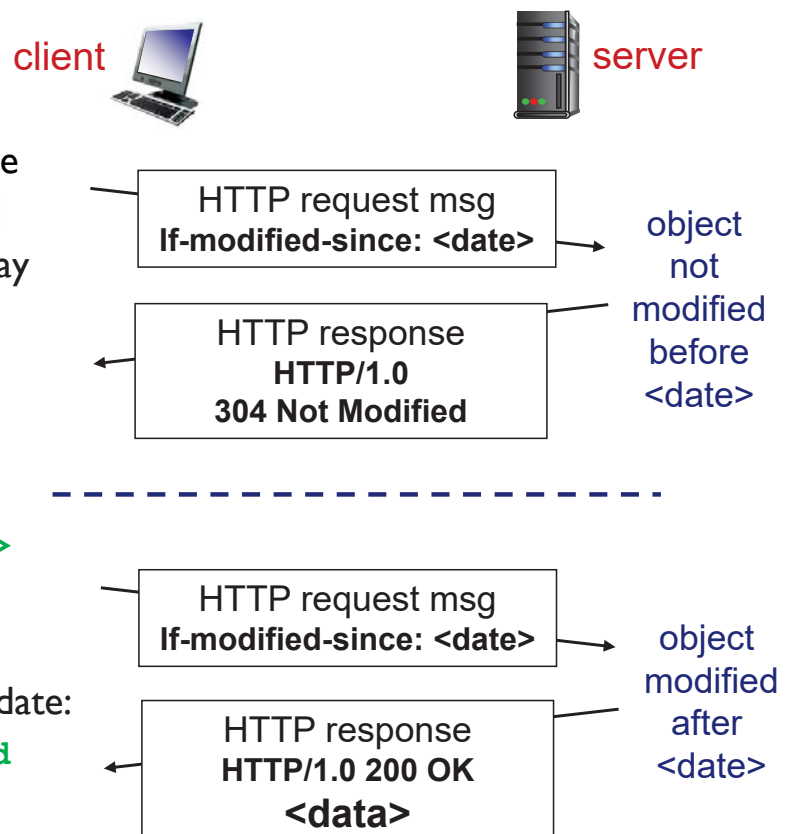 client
server
e
HTTP request msg
If-modified-since: <date>
ay
object
not
modified
before
<date>
HTTP response
HTTP/1.0
304 Not Modified
>
HTTP request msg
If-modified-since: <date>
object
modified
after
<date>
date:
HTTP response
HTTP/1.0 200 OK
<data>
d